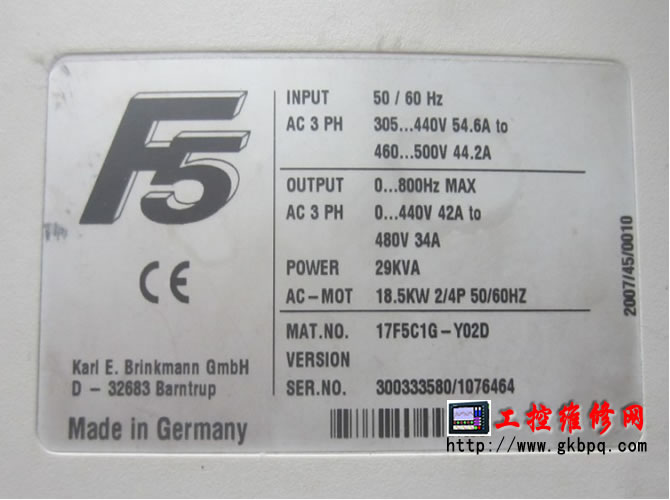 F5
CE
Karl E. Brinkmann GmbH
D – 32683 Barntrup
Made in Germany
INPUT 50 / 60 Hz
AC 3 PH 305...440V 54.6A to
460...500V 44.2A
OUTPUT 0...800Hz MAX
AC 3 PH 0...440V 42A to
480V 34A
POWER 29KVA
AC–MOT 18.5KW 2/4P 50/60HZ
MAT.NO. 17F5C1G–Y02D
VERSION
SER.NO. 300333580/1076464
2007/45/0010
工控维修网
http://www.gkbpq.com